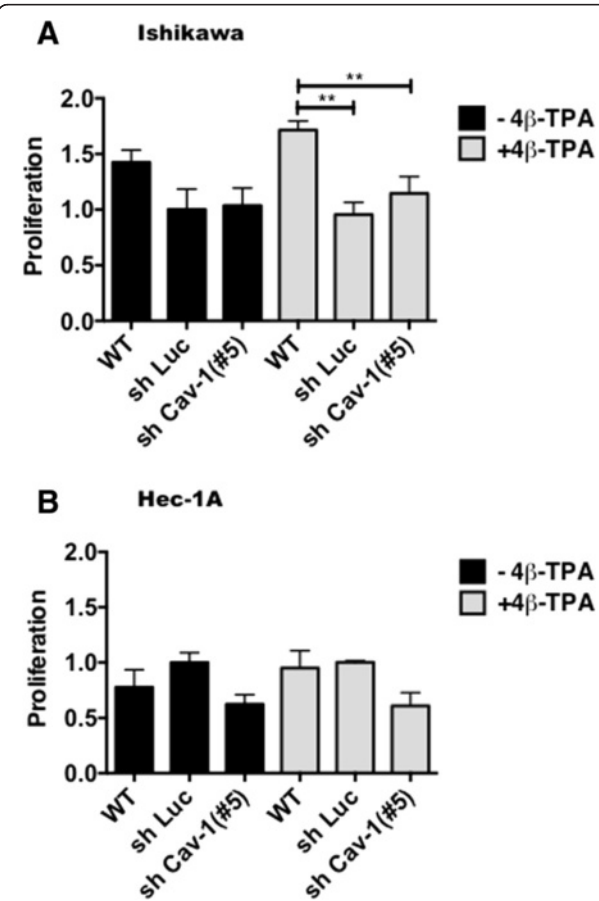 A
Ishikawa
**
**
- 4β-TPA
+4β-TPA
Proliferation
2.0
1.5
1.0
0.5
0.0
WT
sh Luc
sh Cav-1(#5)
WT
sh Luc
sh Cav-1(#5)
B
Hec-1A
- 4β-TPA
+4β-TPA
Proliferation
2.0
1.5
1.0
0.5
0.0
WT
sh Luc
sh Cav-1(#5)
WT
sh Luc
sh Cav-1(#5)